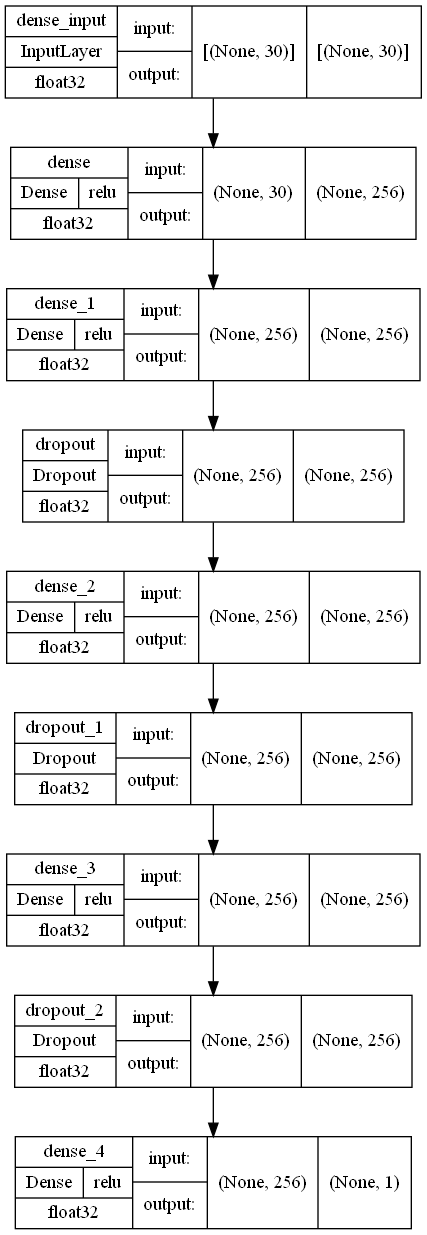 dense_input
InputLayer
float32
input:
output:
[(None, 30)]
[(None, 30)]
dense
Dense relu
float32
input:
output:
(None, 30)
(None, 256)
dense_1
Dense relu
float32
input:
output:
(None, 256)
(None, 256)
dropout
Dropout
float32
input:
output:
(None, 256)
(None, 256)
dense_2
Dense relu
float32
input:
output:
(None, 256)
(None, 256)
dropout_1
Dropout
float32
input:
output:
(None, 256)
(None, 256)
dense_3
Dense relu
float32
input:
output:
(None, 256)
(None, 256)
dropout_2
Dropout
float32
input:
output:
(None, 256)
(None, 256)
dense_4
Dense relu
float32
input:
output:
(None, 256)
(None, 1)